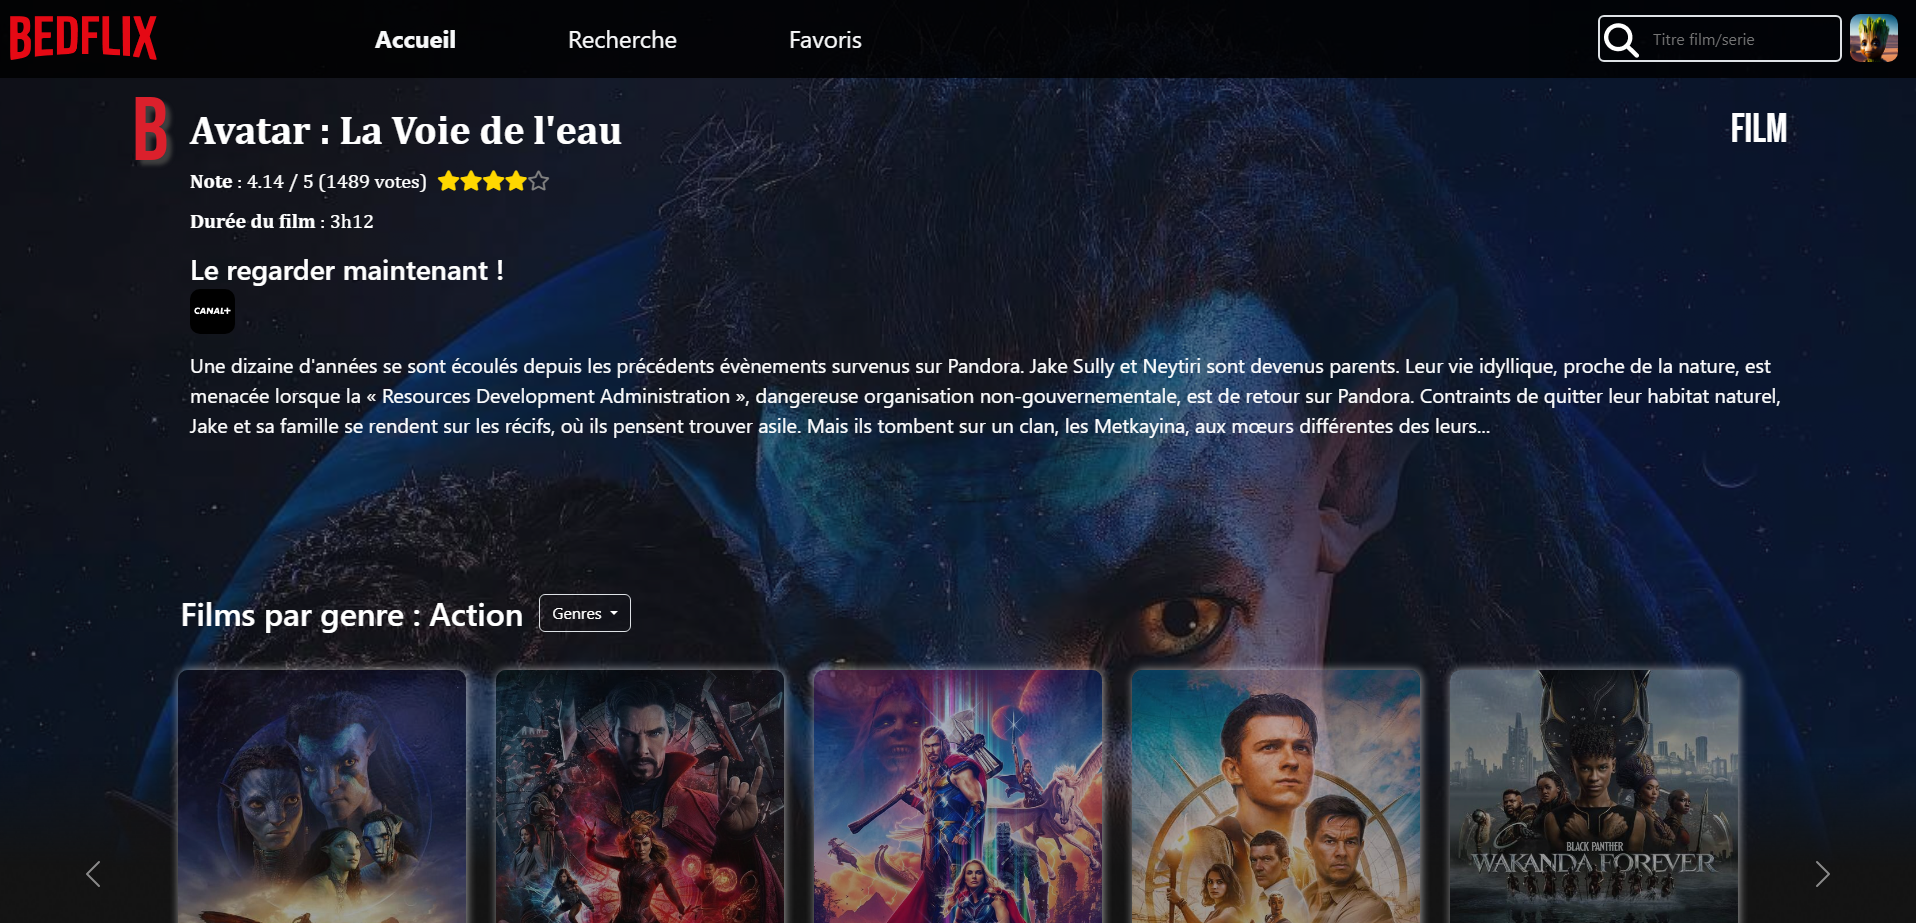 BEDFLIX
Accueil
Recherche
Favoris
Titre film/serie
B
Avatar : La Voie de l'eau
FILM
Note : 4.14 / 5 (1489 votes)
Durée du film : 3h12
Le regarder maintenant !
CANAL+
Une dizaine d'années se sont écoulés depuis les précédents évènements survenus sur Pandora. Jake Sully et Neytiri sont devenus parents. Leur vie idyllique, proche de la nature, est
menacée lorsque la « Resources Development Administration », dangereuse organisation non-gouvernementale, est de retour sur Pandora. Contraints de quitter leur habitat naturel,
Jake et sa famille se rendent sur les récifs, où ils pensent trouver asile. Mais ils tombent sur un clan, les Metkayina, aux mœurs différentes des leurs...
Films par genre : Action
Genres
BLACK PANTHER
WAKANDA FOREVER